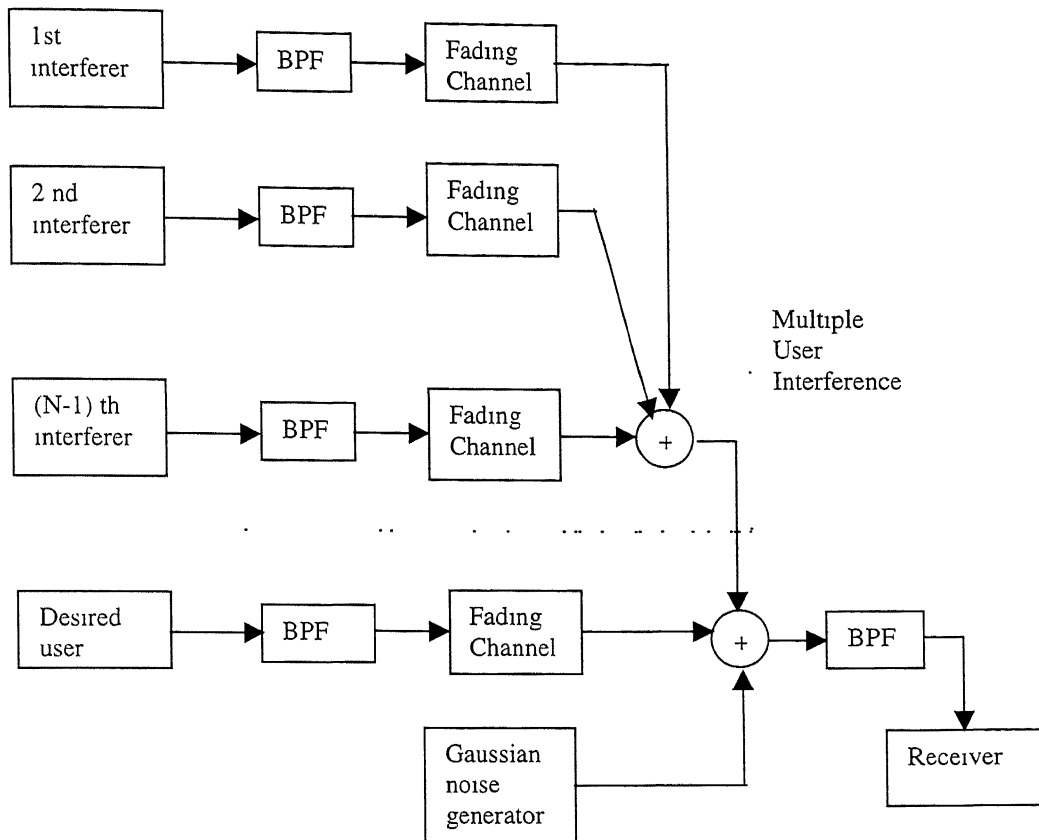 1st
interferer
BPF
Fading
Channel
2 nd
interferer
BPF
Fading
Channel
Multiple
User
Interference
(N-1) th
interferer
BPF
Fading
Channel
+
Desired
user
BPF
Fading
Channel
+
BPF
Gaussian
noise
generator
Receiver